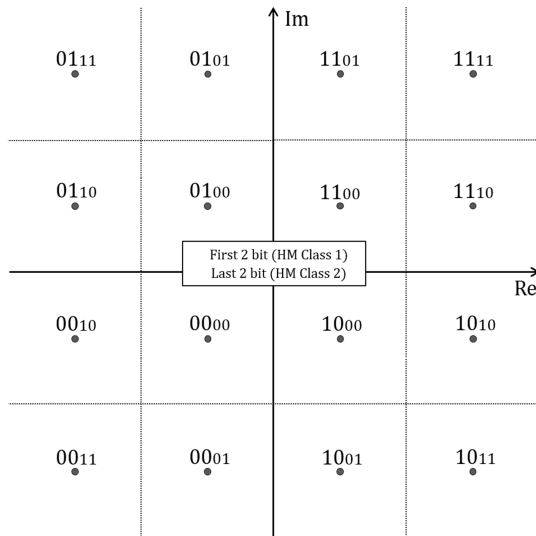 Im
0111 0101 1101 1111
0110 0100 1100 1110
First 2 bit (HM Class 1)
Last 2 bit (HM Class 2)
Re
0010 0000 1000 1010
0011 0001 1001 1011